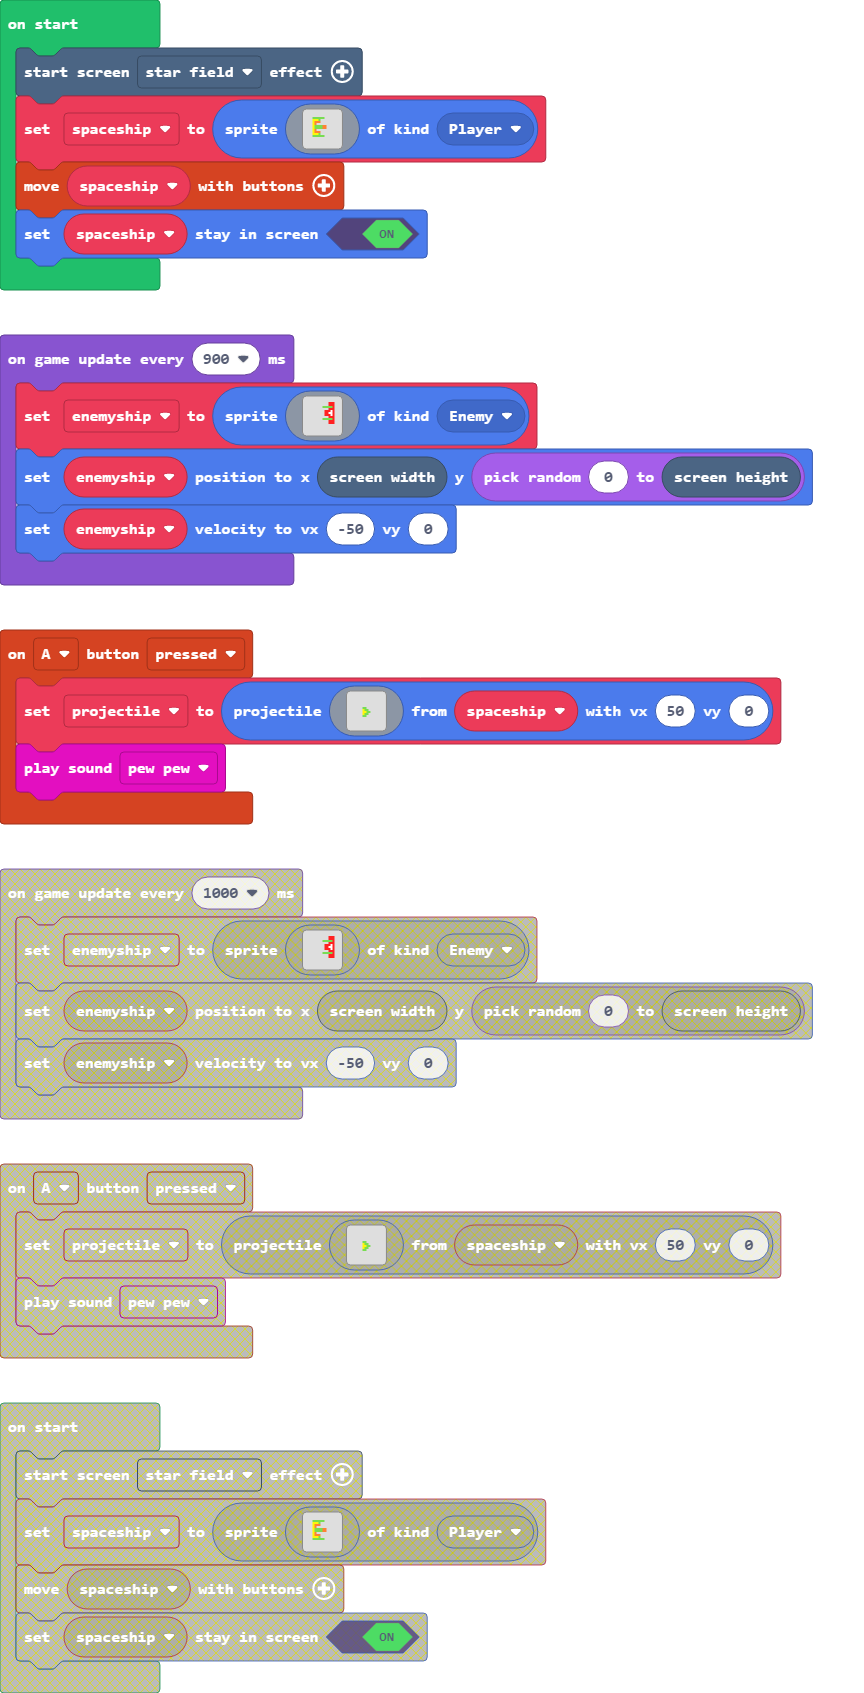 on start
start screen star field effect
set spaceship to sprite of kind Player
move spaceship with buttons
set spaceship stay in screen ON
on game update every 900 ms
set enemyship to sprite of kind Enemy
set enemyship position to x screen width y pick random 0 to screen height
set enemyship velocity to vx -50 vy 0
on A button pressed
set projectile to projectile from spaceship with vx 50 vy 0
play sound pew pew
on game update every 1000 ms
set enemyship to sprite of kind Enemy
set enemyship position to x screen width y pick random 0 to screen height
set enemyship velocity to vx -50 vy 0
on A button pressed
set projectile to projectile from spaceship with vx 50 vy 0
play sound pew pew
on start
start screen star field effect
set spaceship to sprite of kind Player
move spaceship with buttons
set spaceship stay in screen ON